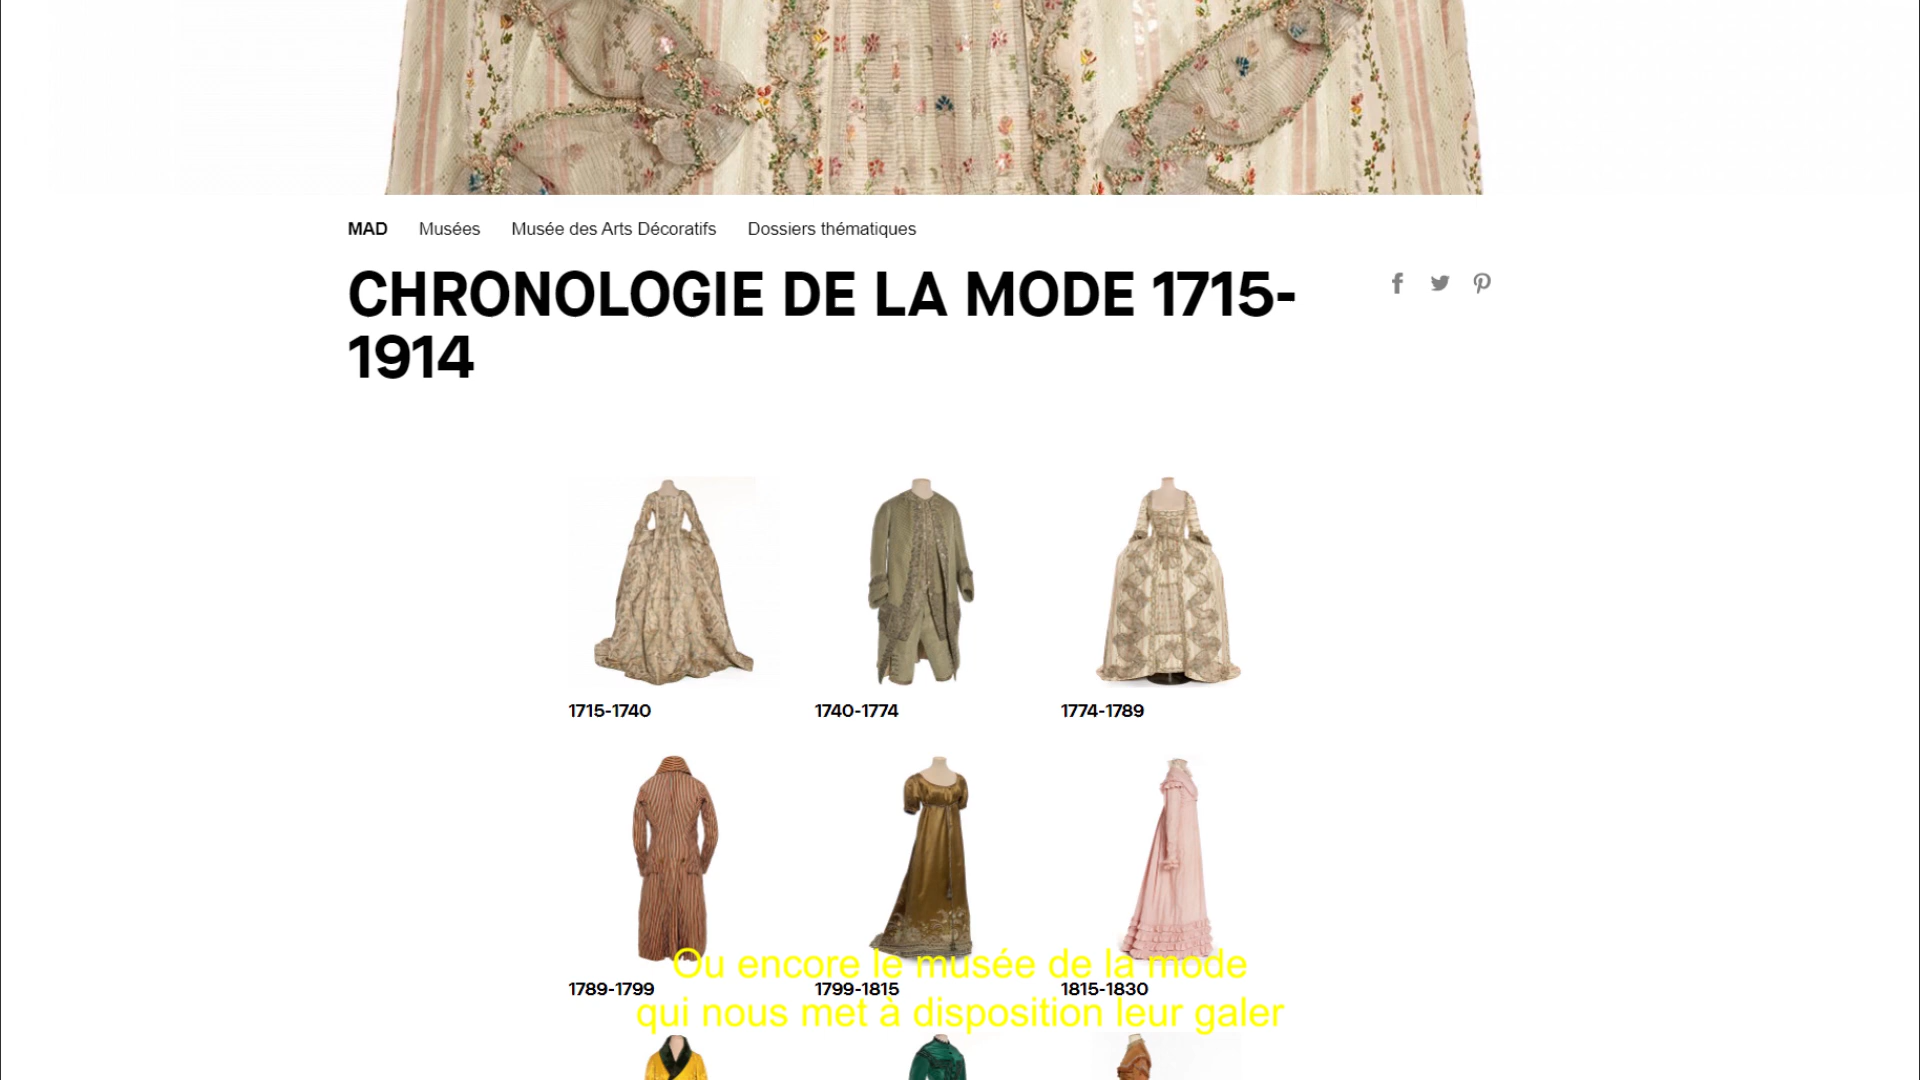 MAD Musées Musée des Arts Décoratifs Dossiers thématiques
CHRONOLOGIE DE LA MODE 1715-
1914
1715-1740 1740-1774 1774-1789
1789-1799 1799-1815 1815-1830
Ou encore le musée de la mode
qui nous met à disposition leur galer